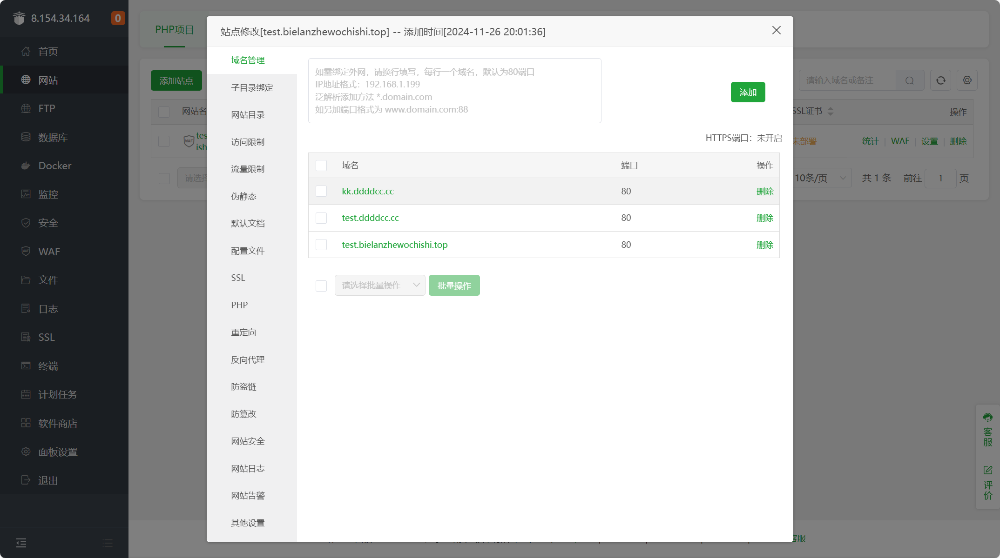 8.154.34.164
0
首页
网站
FTP
数据库
Docker
监控
安全
WAF
文件
日志
SSL
终端
计划任务
软件商店
面板设置
退出
PHP项目
添加站点
网站名
WAF
tes
ish
请选择
站点修改[test.bielanzhewochishi.top] -- 添加时间[2024-11-26 20:01:36]
域名管理
子目录绑定
网站目录
访问限制
流量限制
伪静态
默认文档
配置文件
SSL
PHP
重定向
反向代理
防盗链
防篡改
网站安全
网站日志
网站告警
其他设置
如需绑定外网，请换行填写，每行一个域名，默认为80端口
IP地址格式：192.168.1.199
泛解析添加方法 *.domain.com
如另加端口格式为 www.domain.com:88
添加
HTTPS端口：未开启
域名 端口 操作
kk.ddddcc.cc 80 删除
test.ddddcc.cc 80 删除
test.bielanzhewochishi.top 80 删除
请选择批量操作 批量操作
请输入域名或备注
SSL证书 操作
未部署 统计 | WAF | 设置 | 删除
10条/页 共 1 条 前往 1 页
客服
评价
客服